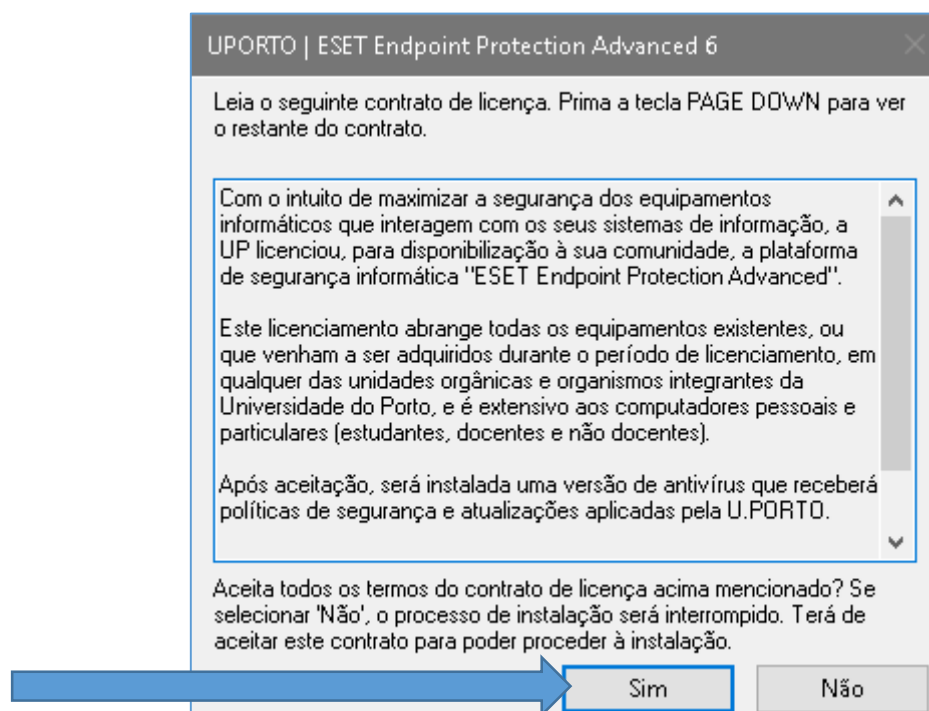 UPORTO | ESET Endpoint Protection Advanced 6
Leia o seguinte contrato de licença. Prima a tecla PAGE DOWN para ver
o restante do contrato.
Com o intuito de maximizar a segurança dos equipamentos
informáticos que interagem com os seus sistemas de informação, a
UP licenciou, para disponibilização à sua comunidade, a plataforma
de segurança informática "ESET Endpoint Protection Advanced".
Este licenciamento abrange todas os equipamentos existentes, ou
que venham a ser adquiridos durante o período de licenciamento, em
qualquer das unidades orgânicas e organismos integrantes da
Universidade do Porto, e é extensivo aos computadores pessoais e
particulares (estudantes, docentes e não docentes).
Após aceitação, será instalada uma versão de antivírus que receberá
políticas de segurança e atualizações aplicadas pela U.PORTO.
Aceita todos os termos do contrato de licença acima mencionado? Se
selecionar 'Não', o processo de instalação será interrompido. Terá de
aceitar este contrato para poder proceder à instalação.
Sim Não